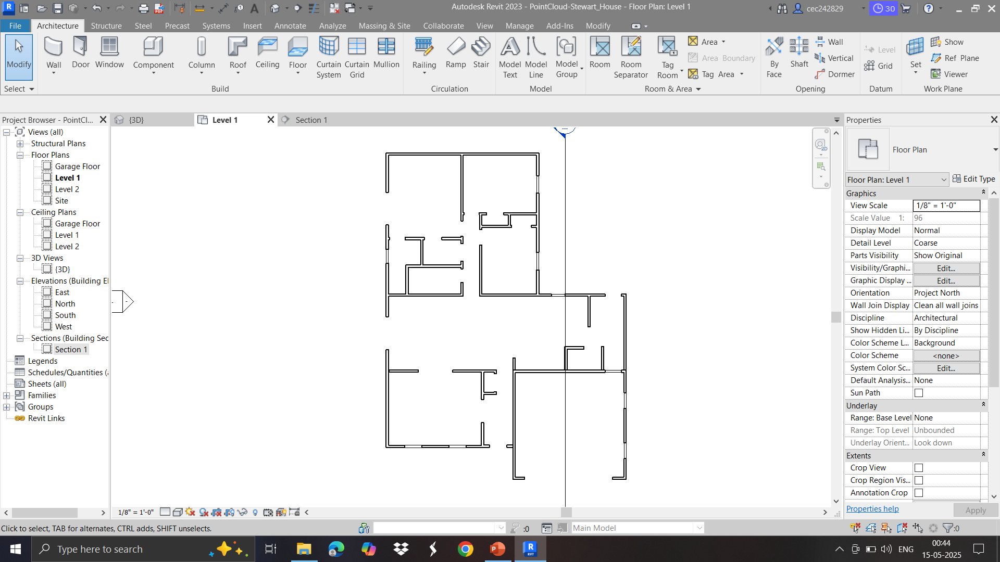 Autodesk Revit 2023 - PointCloud-Stewart_House - Floor Plan: Level 1
cec242829
30
File Architecture Structure Steel Precast Systems Insert Annotate Analyze Massing & Site Collaborate View Manage Add-Ins Modify
Modify
Wall
Door
Window
Component
Column
Roof
Ceiling
Floor
Curtain System
Curtain Grid
Mullion
Railing
Ramp
Stair
Model Text
Model Line
Model Group
Room
Room Separator
Tag Room
Area
Area Boundary
Tag Area
By Face
Shaft
Wall
Vertical
Dormer
Level
Grid
Set
Show
Ref Plane
Viewer
Select
Build
Circulation
Model
Room & Area
Opening
Datum
Work Plane
Project Browser - PointCl...
{3D}
Level 1
Section 1
Properties
Views (all)
Structural Plans
Floor Plans
Garage Floor
Level 1
Level 2
Site
Ceiling Plans
Garage Floor
Level 1
Level 2
3D Views
{3D}
Elevations (Building El
East
North
South
West
Sections (Building Sec
Section 1
Legends
Schedules/Quantities (a
Sheets (all)
Families
Groups
Revit Links
2D
Floor Plan
Floor Plan: Level 1
Edit Type
Graphics
View Scale 1/8" = 1'-0"
Scale Value 1: 96
Display Model Normal
Detail Level Coarse
Parts Visibility Show Original
Visibility/Graphi... Edit...
Graphic Display ... Edit...
Orientation Project North
Wall Join Display Clean all wall joins
Discipline Architectural
Show Hidden Li... By Discipline
Color Scheme L... Background
Color Scheme <none>
System Color Sc... Edit...
Default Analysis... None
Sun Path
Underlay
Range: Base Level None
Range: Top Level Unbounded
Underlay Orient... Look down
Extents
Crop View
Crop Region Vis...
Annotation Crop
Properties help
Apply
1/8" = 1'-0"
Click to select, TAB for alternates, CTRL adds, SHIFT unselects.
:0
Main Model
:0
Type here to search
ENG
00:44
15-05-2025